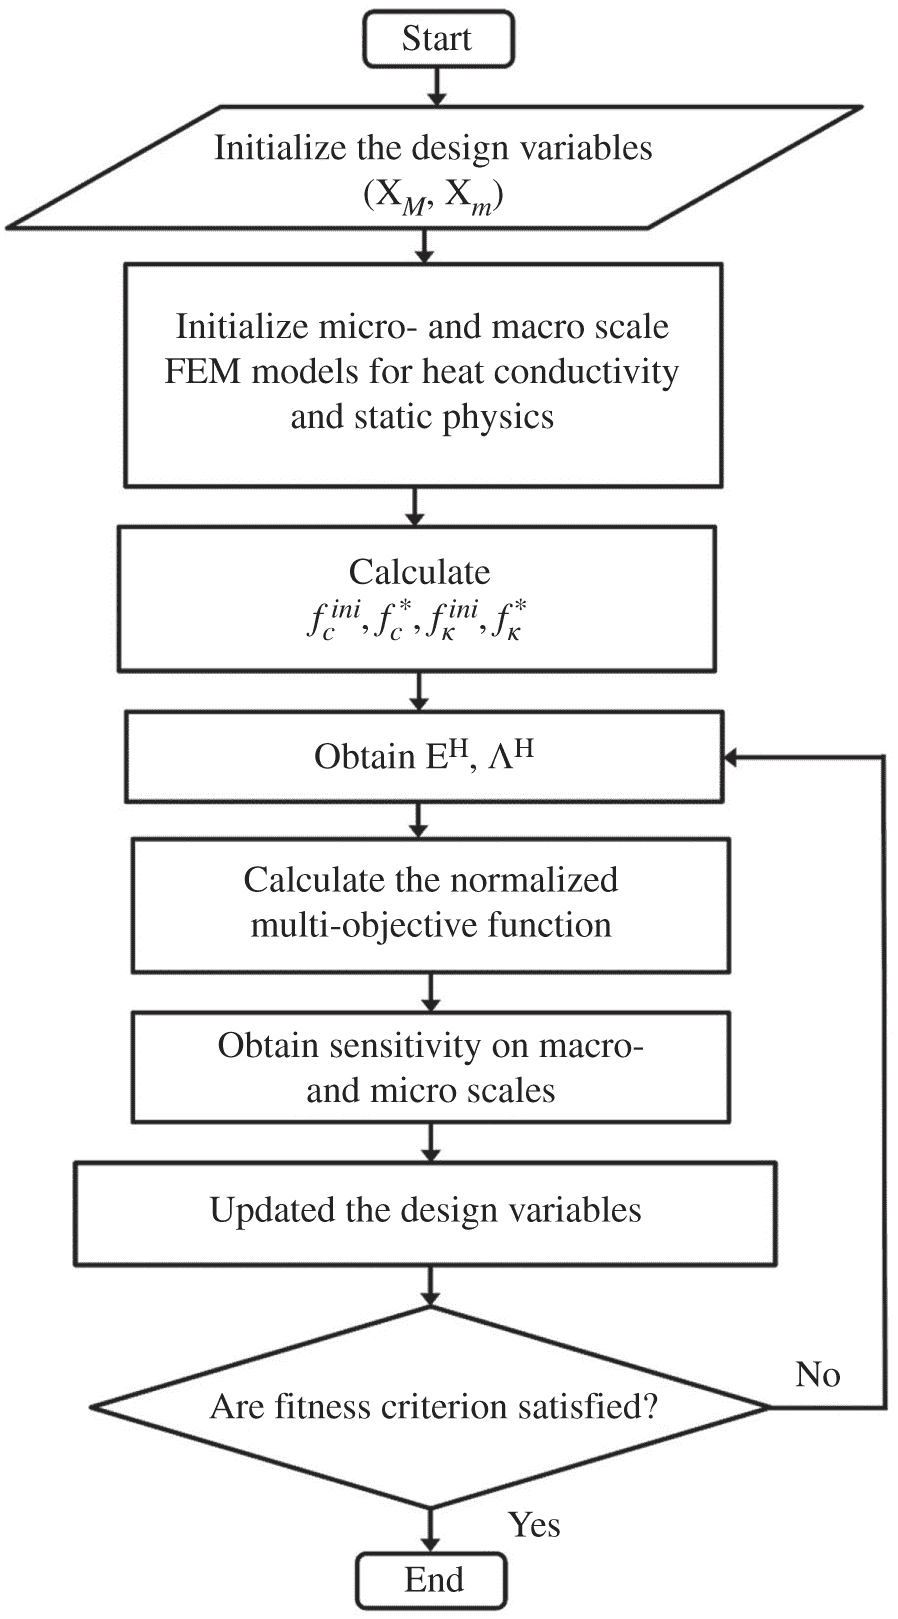 Start
Initialize the design variables
(X_M, X_m)
Initialize micro- and macro scale
FEM models for heat conductivity
and static physics
Calculate
f_c^{ini}, f_c^*, f_κ^{ini}, f_κ^*
Obtain E^H, Λ^H
Calculate the normalized
multi-objective function
Obtain sensitivity on macro-
and micro scales
Updated the design variables
Are fitness criterion satisfied?
No
Yes
End